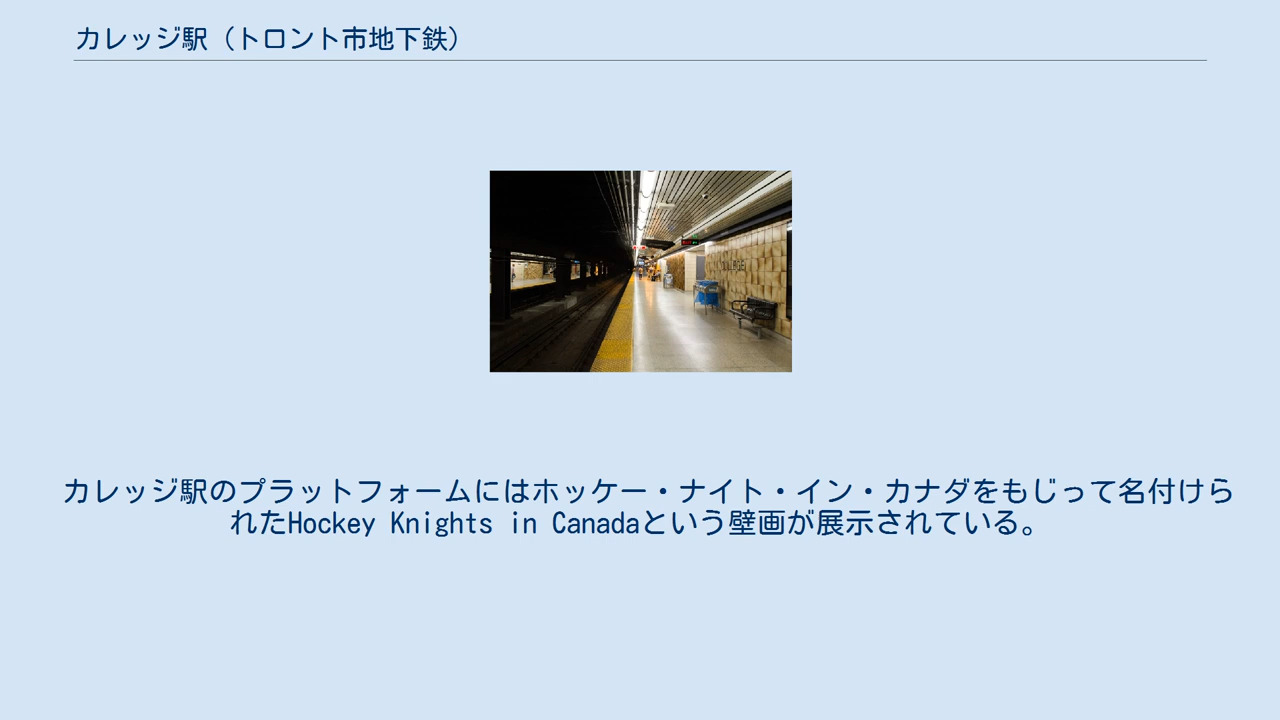 カレッジ駅（トロント市地下鉄）
カレッジ駅のプラットフォームにはホッケー・ナイト・イン・カナダをもじって名付けら
れたHockey Knights in Canadaという壁画が展示されている。